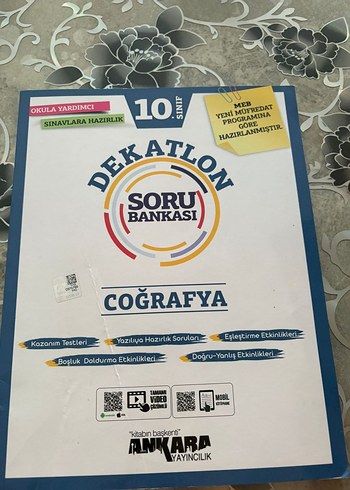 OKULA YARDIMCI
SINAVLARA HAZIRLIK
10.
SINIF
MEB
YENİ MÜFREDAT
PROGRAMINA
GÖRE
HAZIRLANMIŞTIR.
DEKATLON
SORU
BANKASI
COĞRAFYA
Kazanım Testleri
Yazılıya Hazırlık Soruları
Eşleştirme Etkinlikleri
Boşluk Doldurma Etkinlikleri
Doğru-Yanlış Etkinlikleri
TAMAMI
VİDEO
ÇÖZÜMLÜ
MOBİL
KÜTÜPHANE
"kitabın başkenti"
ANKARA
YAYINCILIK